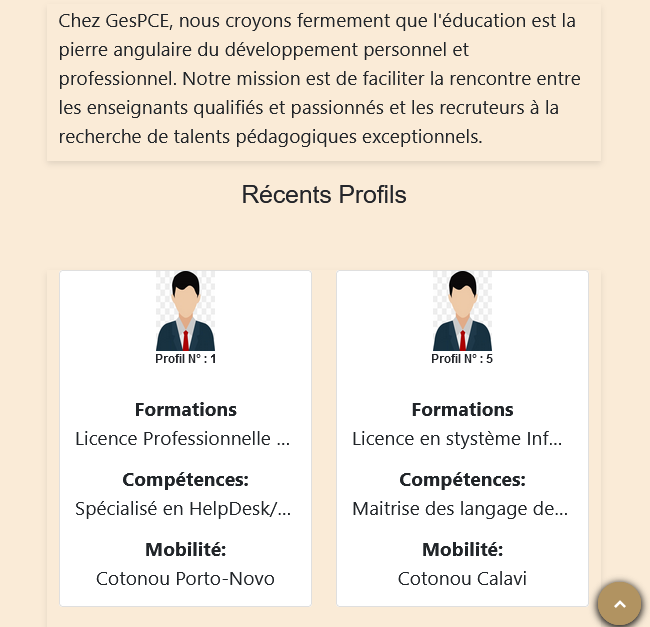 Chez GesPCE, nous croyons fermement que l'éducation est la
pierre angulaire du développement personnel et
professionnel. Notre mission est de faciliter la rencontre entre
les enseignants qualifiés et passionnés et les recruteurs à la
recherche de talents pédagogiques exceptionnels.
Récents Profils
Profil N° : 1
Formations
Licence Professionnelle ...
Compétences:
Spécialisé en HelpDesk/...
Mobilité:
Cotonou Porto-Novo
Profil N° : 5
Formations
Licence en stystème Inf...
Compétences:
Maitrise des langage de...
Mobilité:
Cotonou Calavi